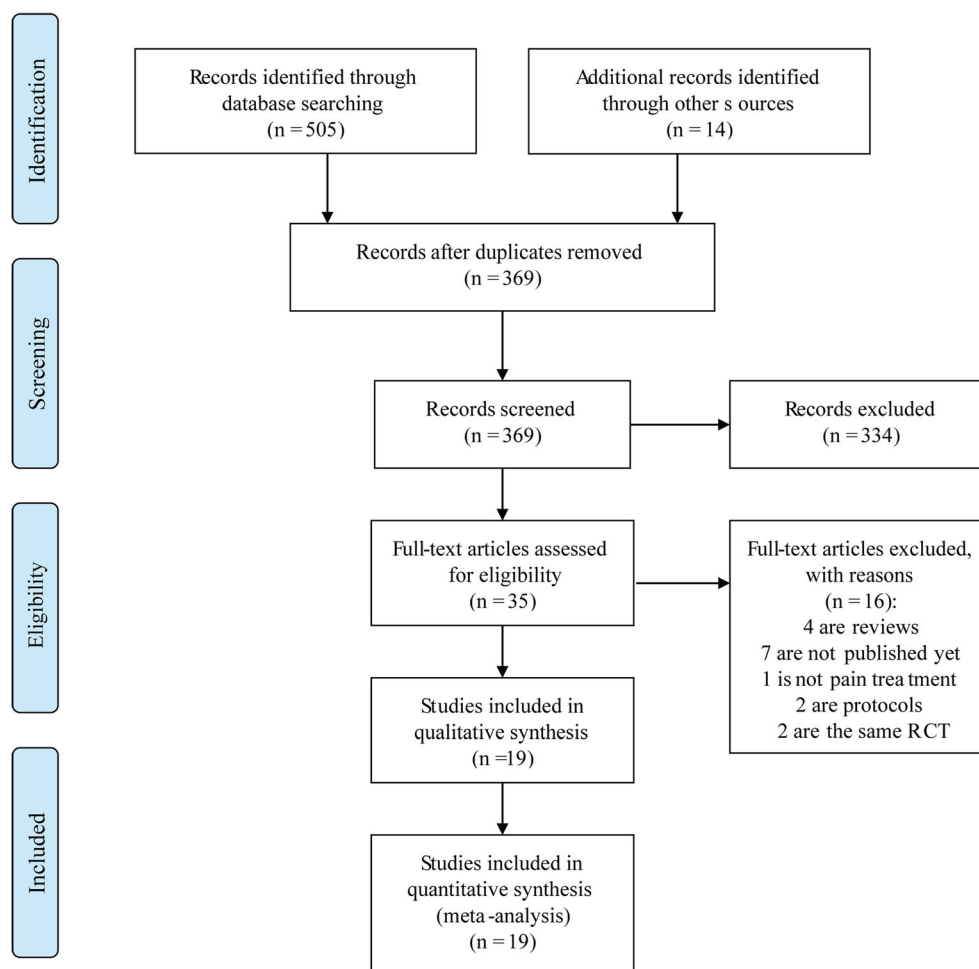 Identification
Records identified through
database searching
(n = 505)
Additional records identified
through other s ources
(n = 14)
Records after duplicates removed
(n = 369)
Screening
Records screened
(n = 369)
Records excluded
(n = 334)
Eligibility
Full-text articles assessed
for eligibility
(n = 35)
Full-text articles excluded,
with reasons
(n = 16):
4 are reviews
7 are not published yet
1 is not pain trea tment
2 are protocols
2 are the same RCT
Studies included in
qualitative synthesis
(n =19)
Included
Studies included in
quantitative synthesis
(meta-analysis)
(n = 19)